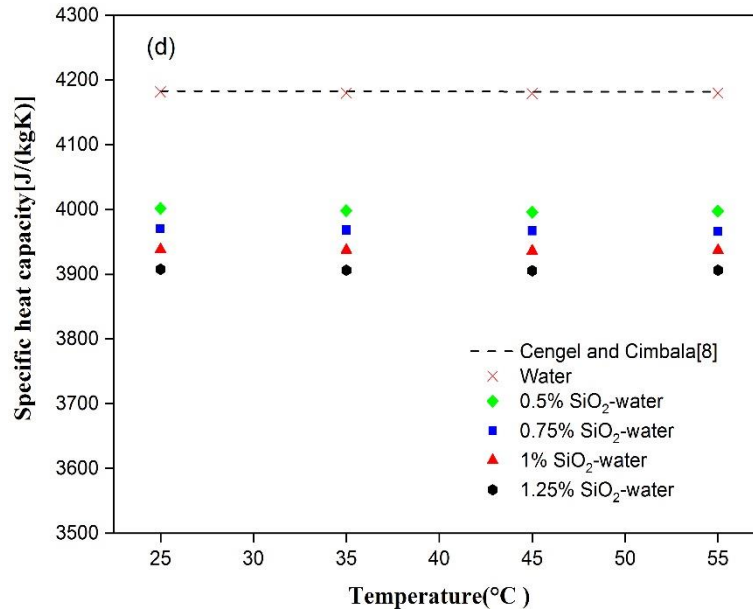 4300
(d)
4200
4100
4000
3900
3800
3700
3600
3500
Specific heat capacity[J/(kgK)]
Cengel and Cimbala[8]
Water
0.5% SiO₂-water
0.75% SiO₂-water
1% SiO₂-water
1.25% SiO₂-water
25 30 35 40 45 50 55
Temperature(°C )